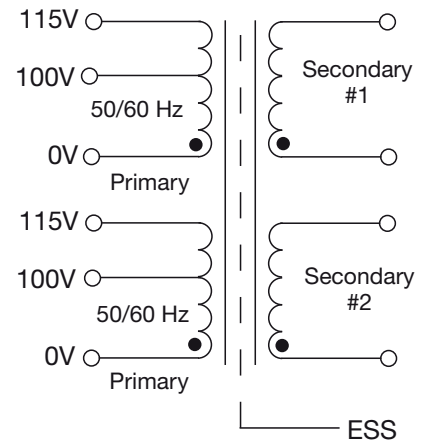 115V
100V
50/60 Hz
0V
Primary
Secondary
#1
115V
100V
50/60 Hz
0V
Primary
Secondary
#2
ESS